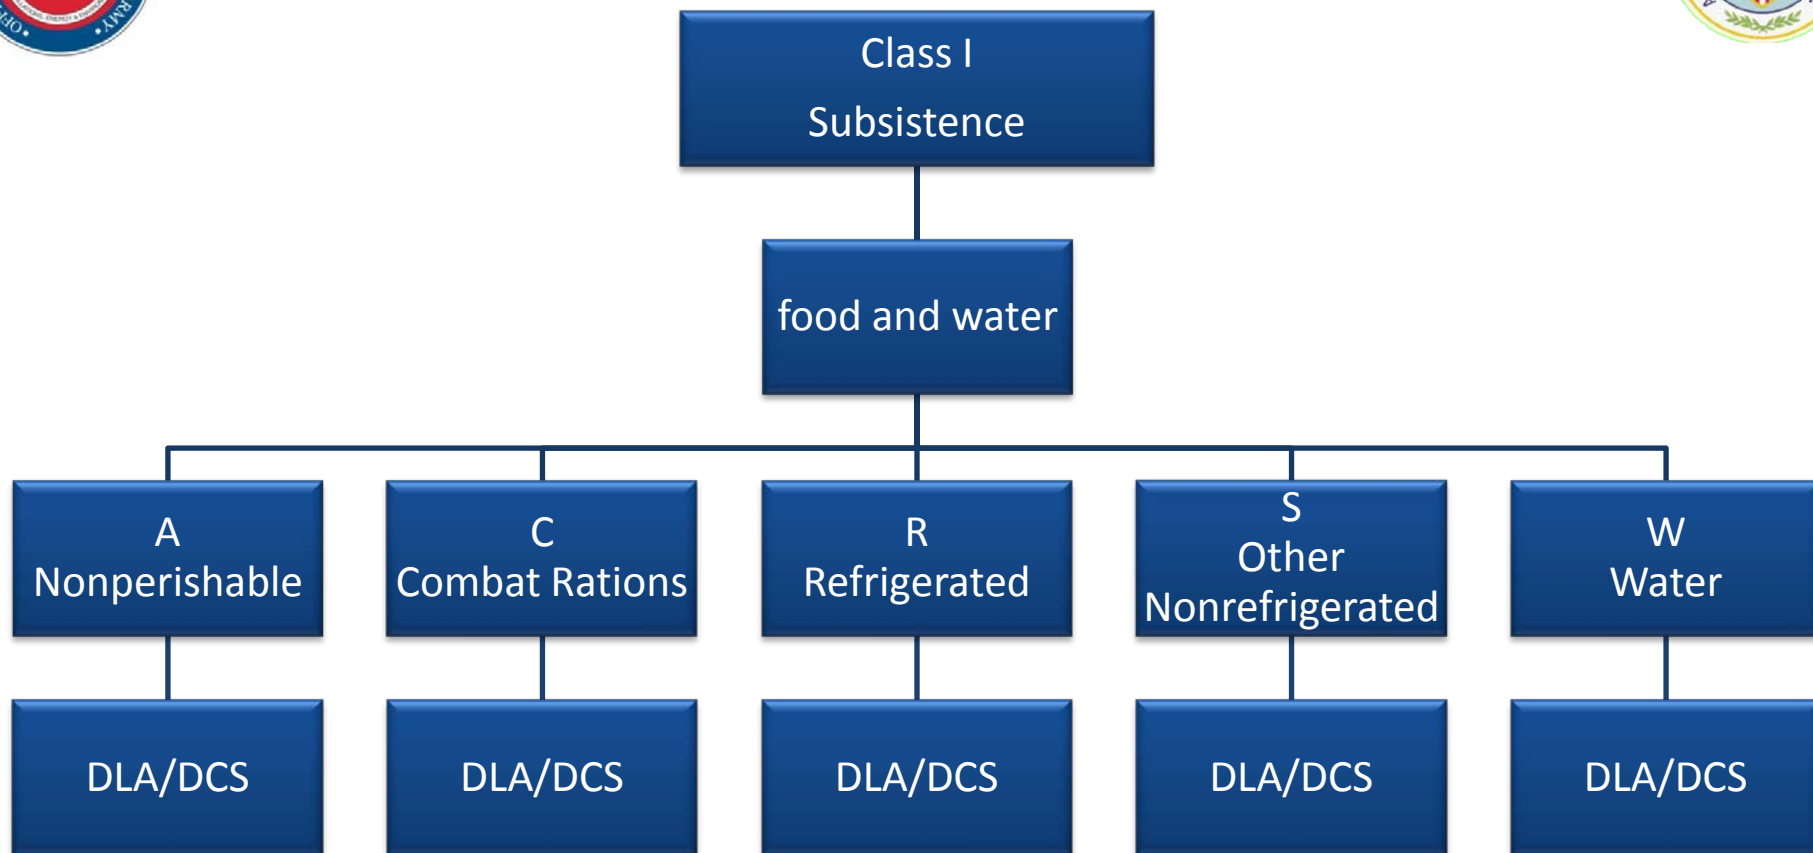 Class I
Subsistence
food and water
A
Nonperishable
C
Combat Rations
R
Refrigerated
S
Other
Nonrefrigerated
W
Water
DLA/DCS
DLA/DCS
DLA/DCS
DLA/DCS
DLA/DCS